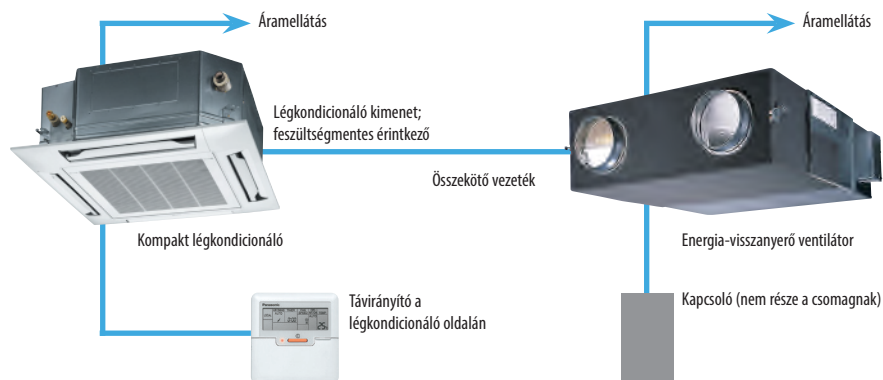 Áramellátás
Áramellátás
Légkondicionáló kimenet;
feszültségmentes érintkező
Összekötő vezeték
Kompakt légkondicionáló
Energia-visszanyerő ventilátor
Panasonic
Távirányító a
légkondicionáló oldalán
Kapcsoló (nem része a csomagnak)